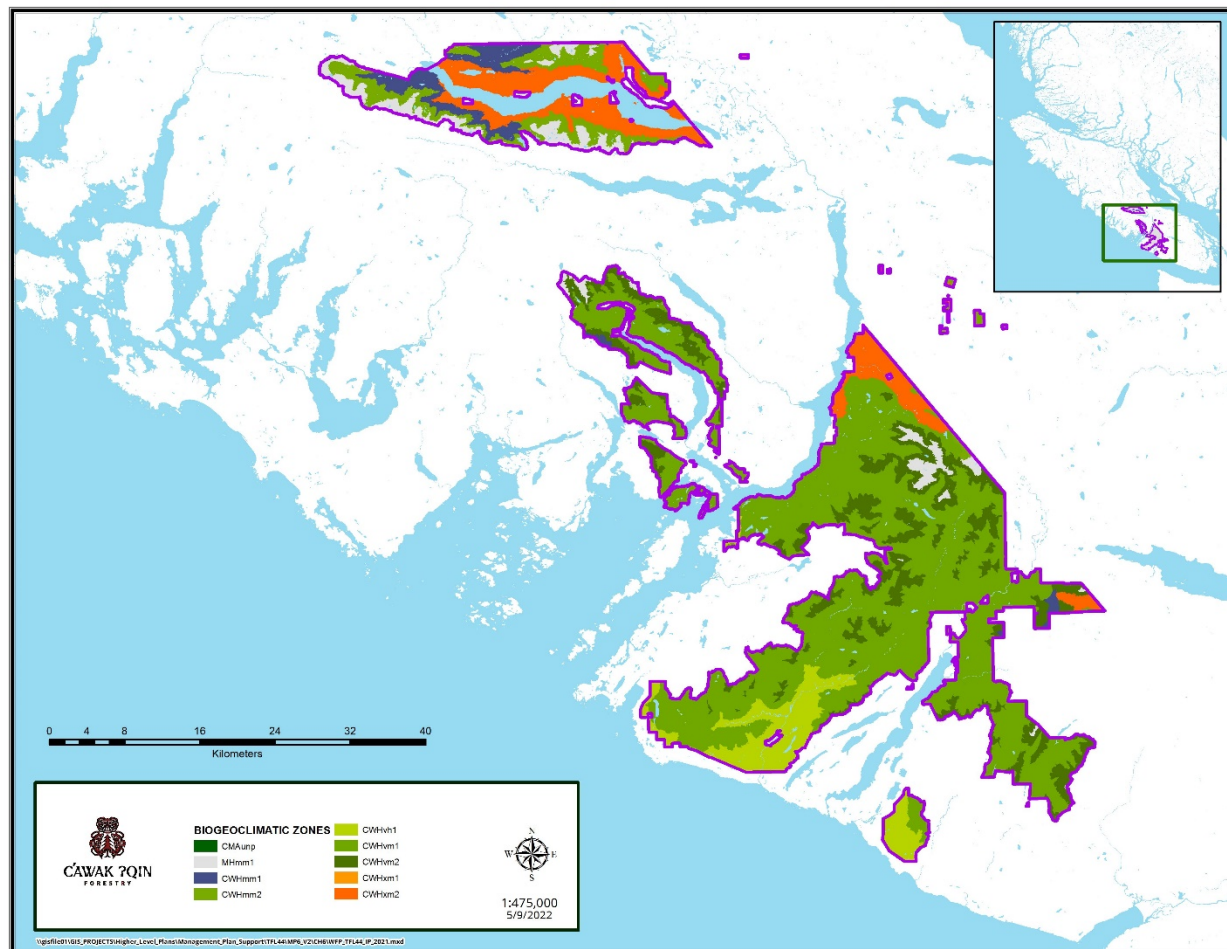 0 4 8 16 24 32 40
Kilometers
C̓AWAK ʔQIN
FORESTRY
BIOGEOCLIMATIC ZONES
CMAunp
MHmm1
CWHmm1
CWHmm2
CWHvh1
CWHvm1
CWHvm2
CWHxm1
CWHxm2
N
W E
S
1:475,000
5/9/2022
\\gisfile01\GIS_PROJECTS\Higher_Level_Plans\Management_Plan_Support\TFL44\MP6_V2\CH6\WFP_TFL44_IP_2021.mxd